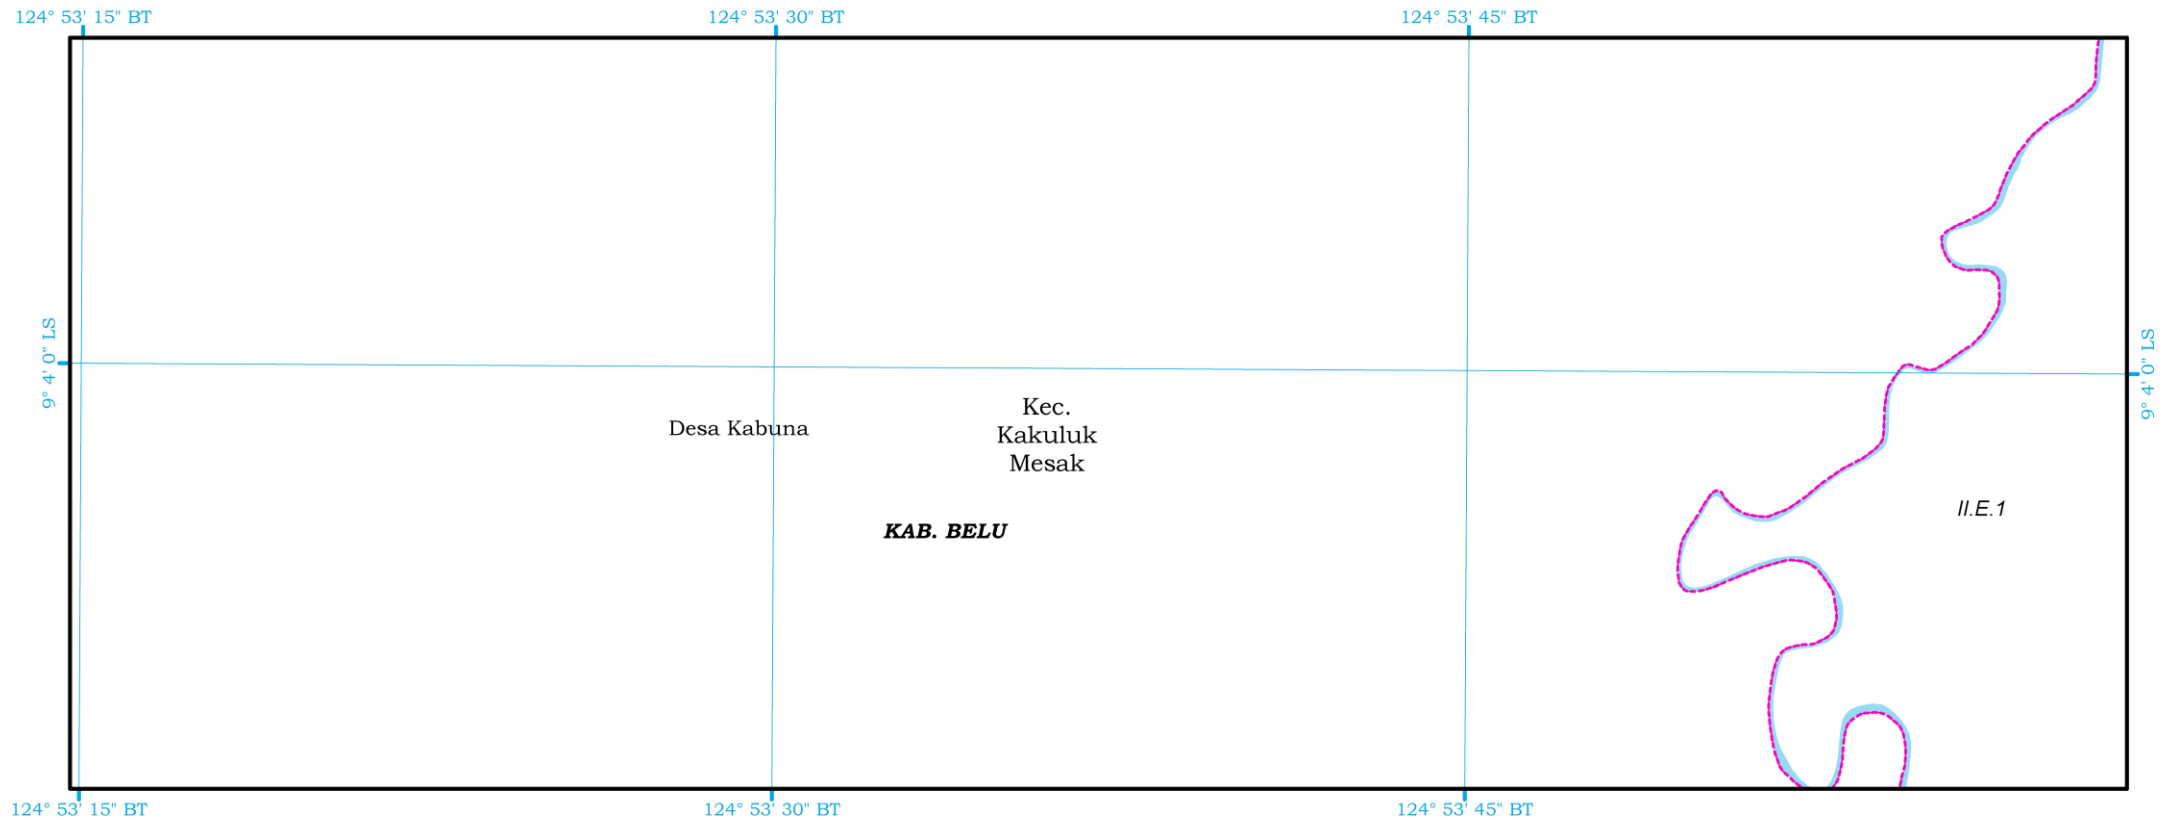 124° 53' 15" BT
124° 53' 30" BT
124° 53' 45" BT
9° 4' 0" LS
9° 4' 0" LS
Kec.
Kakuluk
Mesak
Desa Kabuna
KAB. BELU
II.E.1
124° 53' 15" BT
124° 53' 30" BT
124° 53' 45" BT